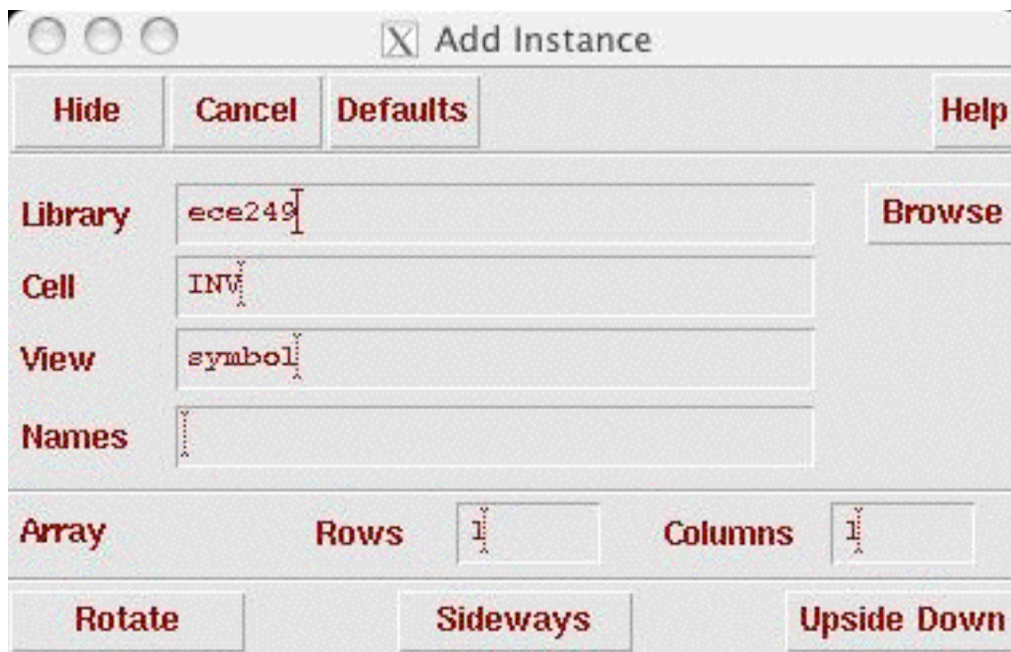 Add Instance
Hide Cancel Defaults Help
Library ece249 Browse
Cell INV
View symbol
Names
Array Rows 1 Columns 1
Rotate Sideways Upside Down